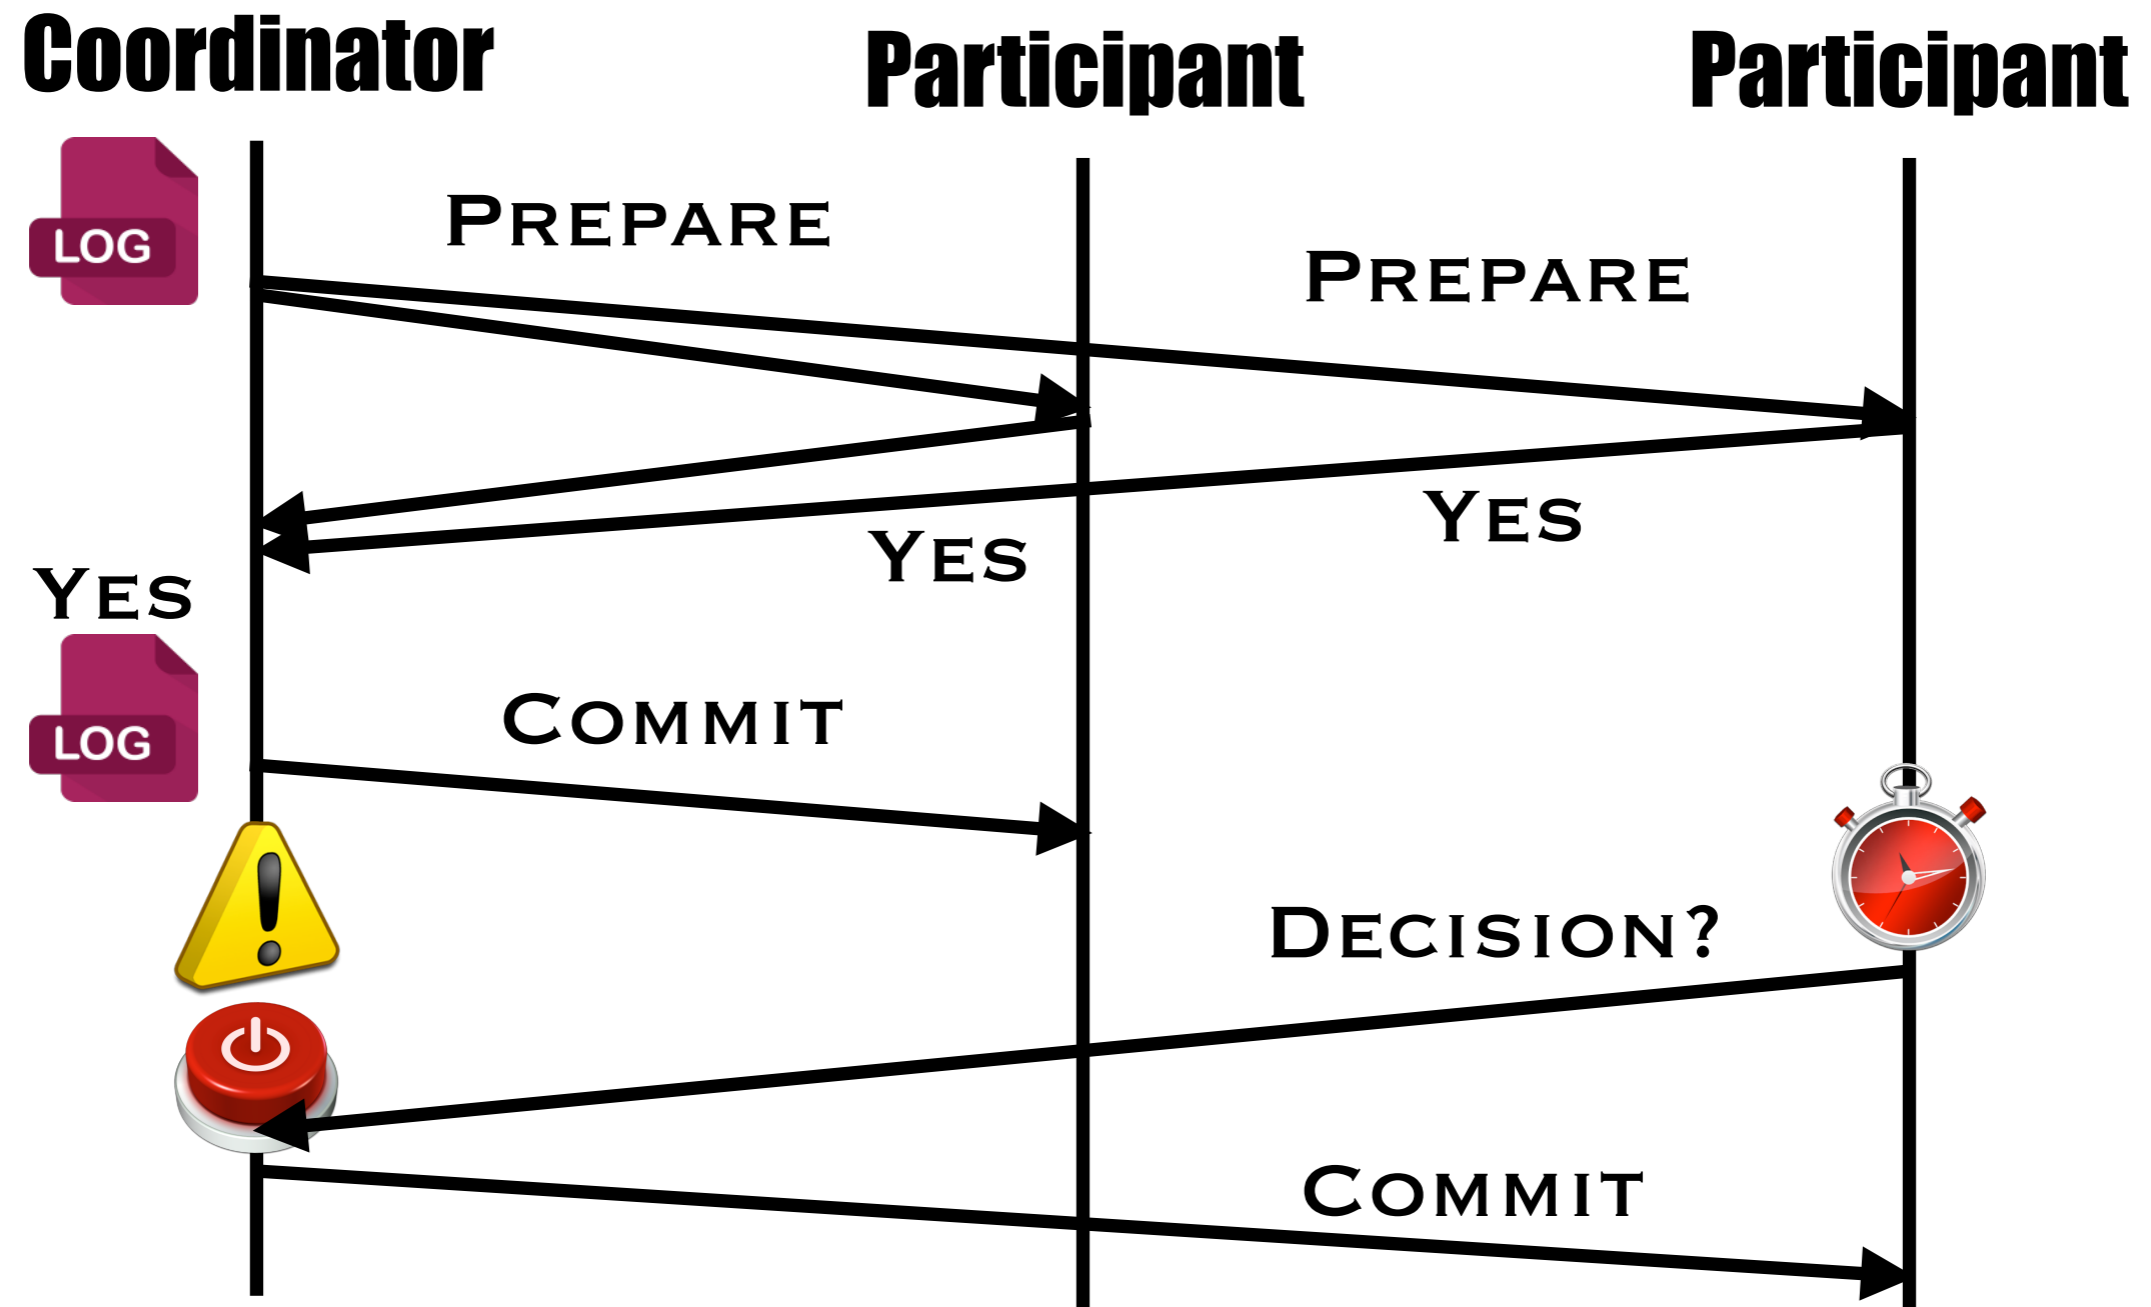 Coordinator
Participant
Participant
LOG
PREPARE
PREPARE
YES
YES
YES
LOG
COMMIT
DECISION?
COMMIT